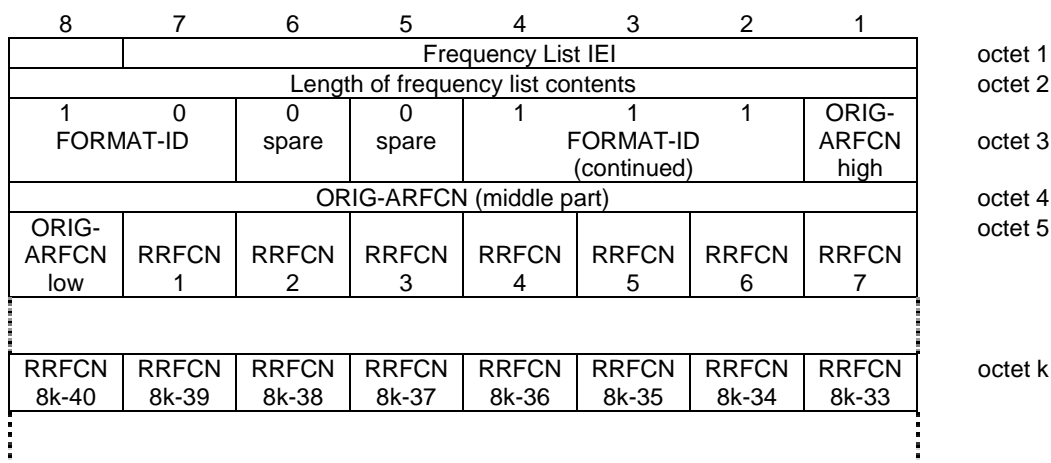 8 7 6 5 4 3 2 1
Frequency List IEI octet 1
Length of frequency list contents octet 2
1 0 0 0 1 1 1 ORIG-
FORMAT-ID spare spare FORMAT-ID ARFCN octet 3
(continued) high
ORIG-ARFCN (middle part) octet 4
ORIG- octet 5
ARFCN RRFCN RRFCN RRFCN RRFCN RRFCN RRFCN RRFCN
low 1 2 3 4 5 6 7
RRFCN RRFCN RRFCN RRFCN RRFCN RRFCN RRFCN RRFCN octet k
8k-40 8k-39 8k-38 8k-37 8k-36 8k-35 8k-34 8k-33